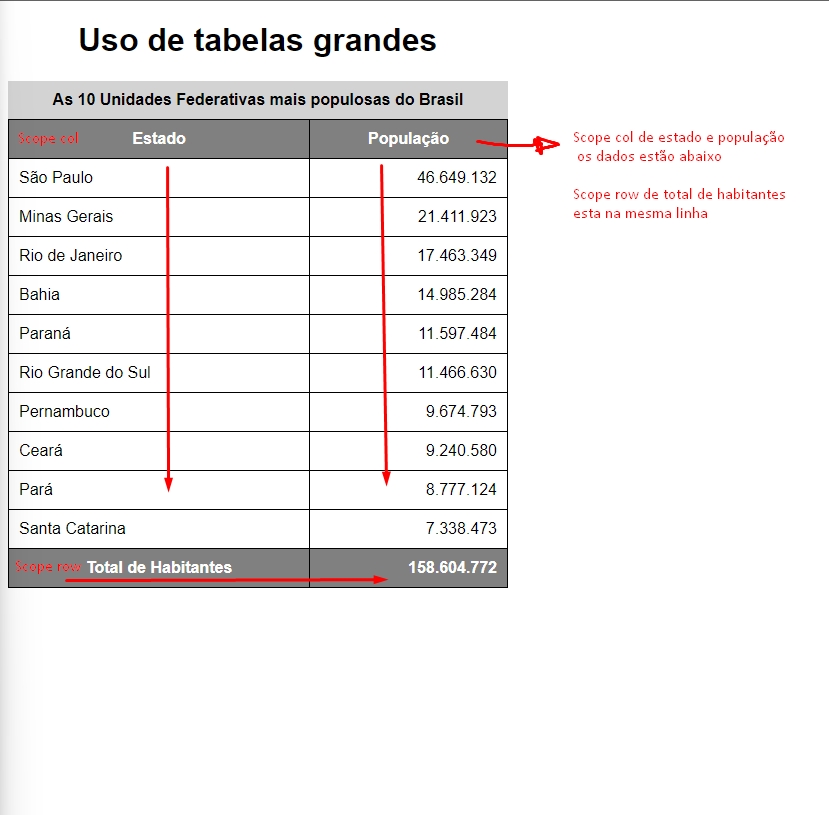 Uso de tabelas grandes
As 10 Unidades Federativas mais populosas do Brasil
Scope col Estado População
Scope col de estado e população
os dados estão abaixo
São Paulo 46.649.132
Scope row de total de habitantes
esta na mesma linha
Minas Gerais 21.411.923
Rio de Janeiro 17.463.349
Bahia 14.985.284
Paraná 11.597.484
Rio Grande do Sul 11.466.630
Pernambuco 9.674.793
Ceará 9.240.580
Pará 8.777.124
Santa Catarina 7.338.473
Scope row Total de Habitantes 158.604.772